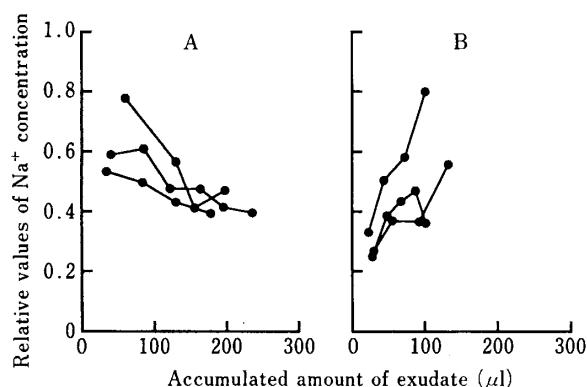 Relative values of Na⁺ concentration
1.0
0.8
0.6
0.4
0.2
0
A
B
0 100 200 300
0 100 200 300
Accumulated amount of exudate (μl)